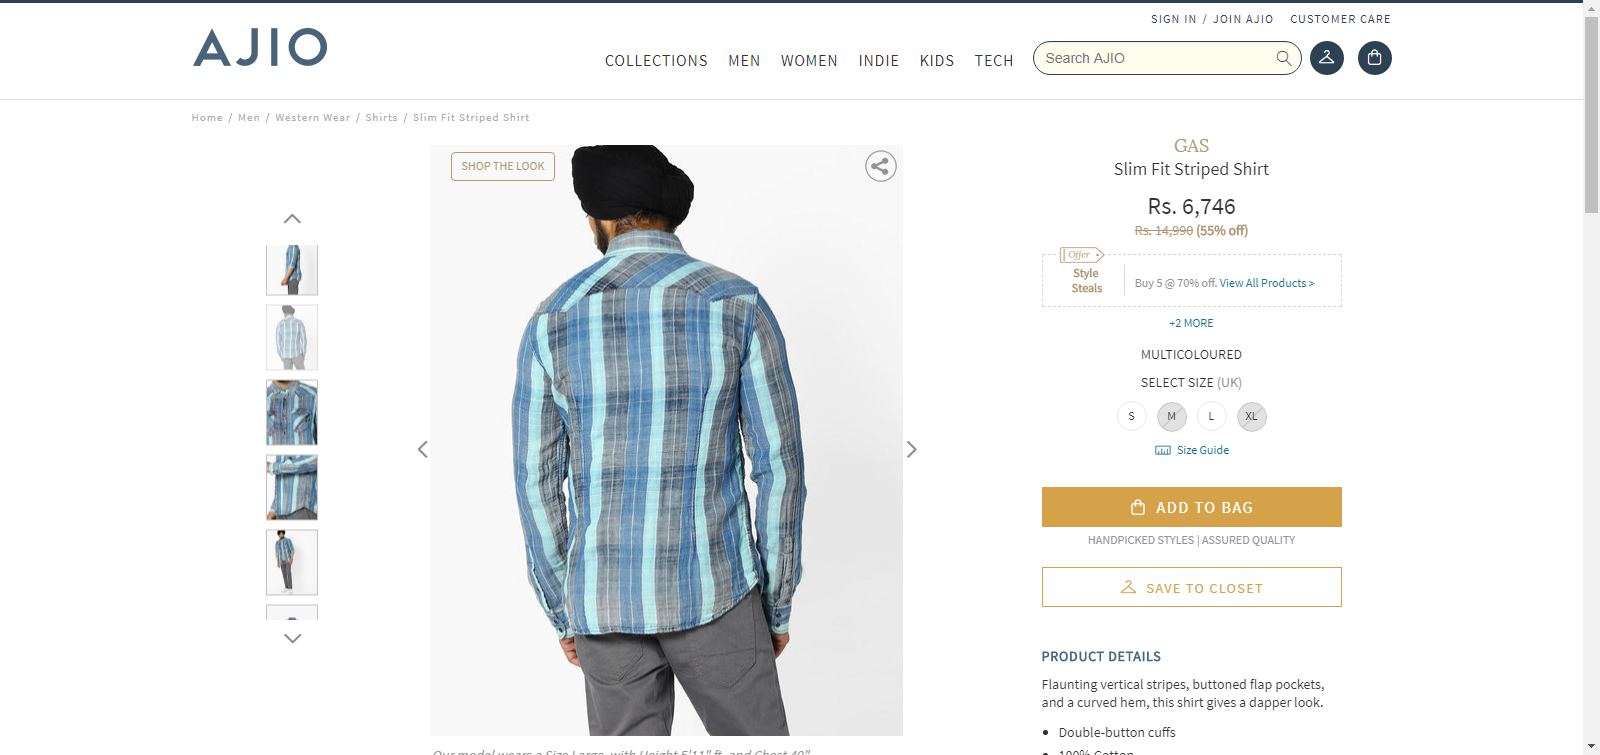 SIGN IN / JOIN AJIO CUSTOMER CARE
AJIO
COLLECTIONS MEN WOMEN INDIE KIDS TECH Search AJIO
Home / Men / Western Wear / Shirts / Slim Fit Striped Shirt
SHOP THE LOOK
GAS
Slim Fit Striped Shirt
Rs. 6,746
Rs. 14,990 (55% off)
Offer
Style
Steals
Buy 5 @ 70% off. View All Products >
+2 MORE
MULTICOLOURED
SELECT SIZE (UK)
S M L XL
Size Guide
ADD TO BAG
HANDPICKED STYLES | ASSURED QUALITY
SAVE TO CLOSET
PRODUCT DETAILS
Flaunting vertical stripes, buttoned flap pockets,
and a curved hem, this shirt gives a dapper look.
Double-button cuffs
100% Cotton
Our model wears a Size Large, with Height 5'11" ft. and Chest 40"